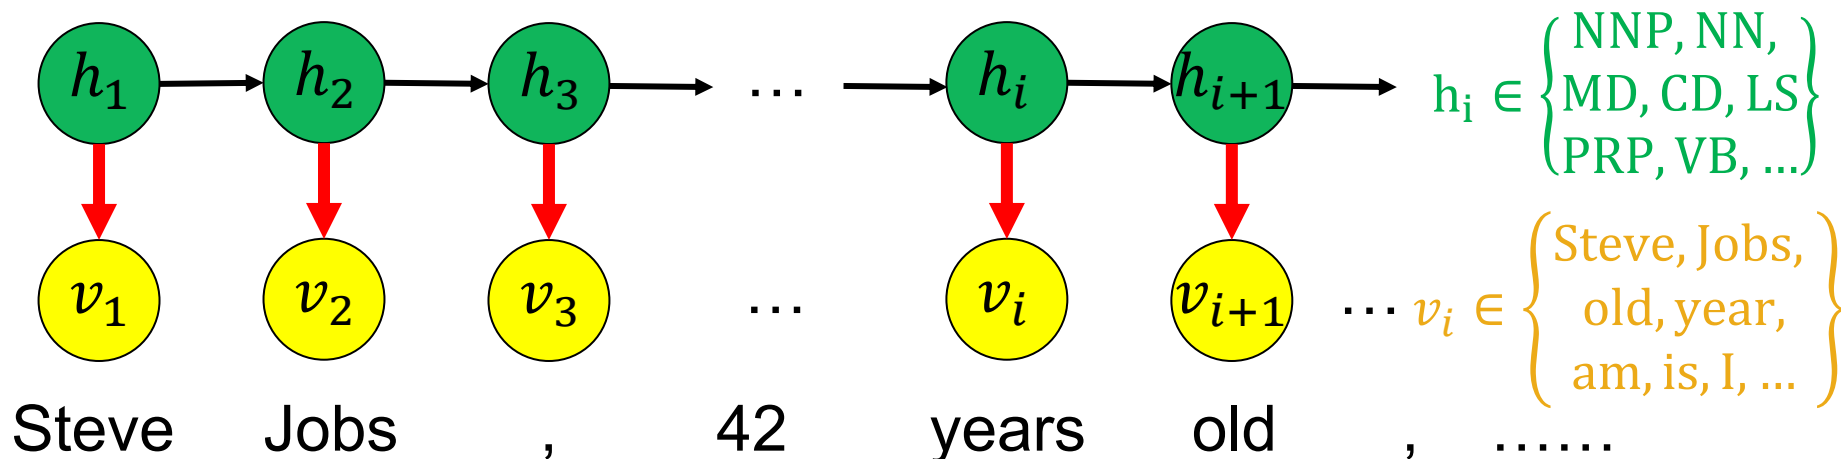 h₁ h₂ h₃ … hᵢ hᵢ₊₁
hᵢ ∈ { NNP, NN,
MD, CD, LS
PRP, VB, … }
v₁ v₂ v₃ … vᵢ vᵢ₊₁ …
vᵢ ∈ { Steve, Jobs,
old, year,
am, is, I, … }
Steve Jobs , 42 years old , ……